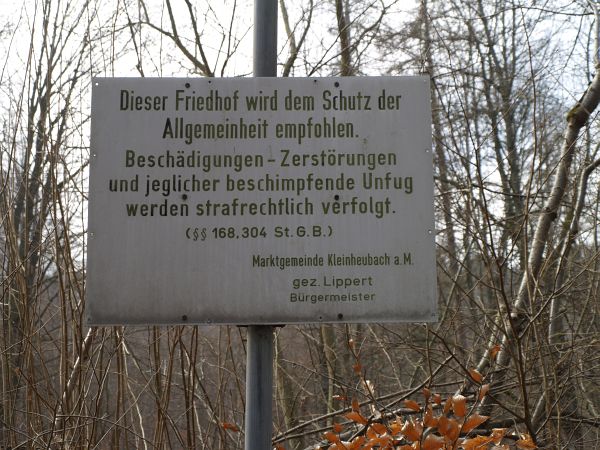 Dieser Friedhof wird dem Schutz der
Allgemeinheit empfohlen.
Beschädigungen - Zerstörungen
und jeglicher beschimpfende Unfug
werden strafrechtlich verfolgt.
(§§ 168,304 St.G.B.)
Marktgemeinde Kleinheubach a.M.
gez. Lippert
Bürgermeister